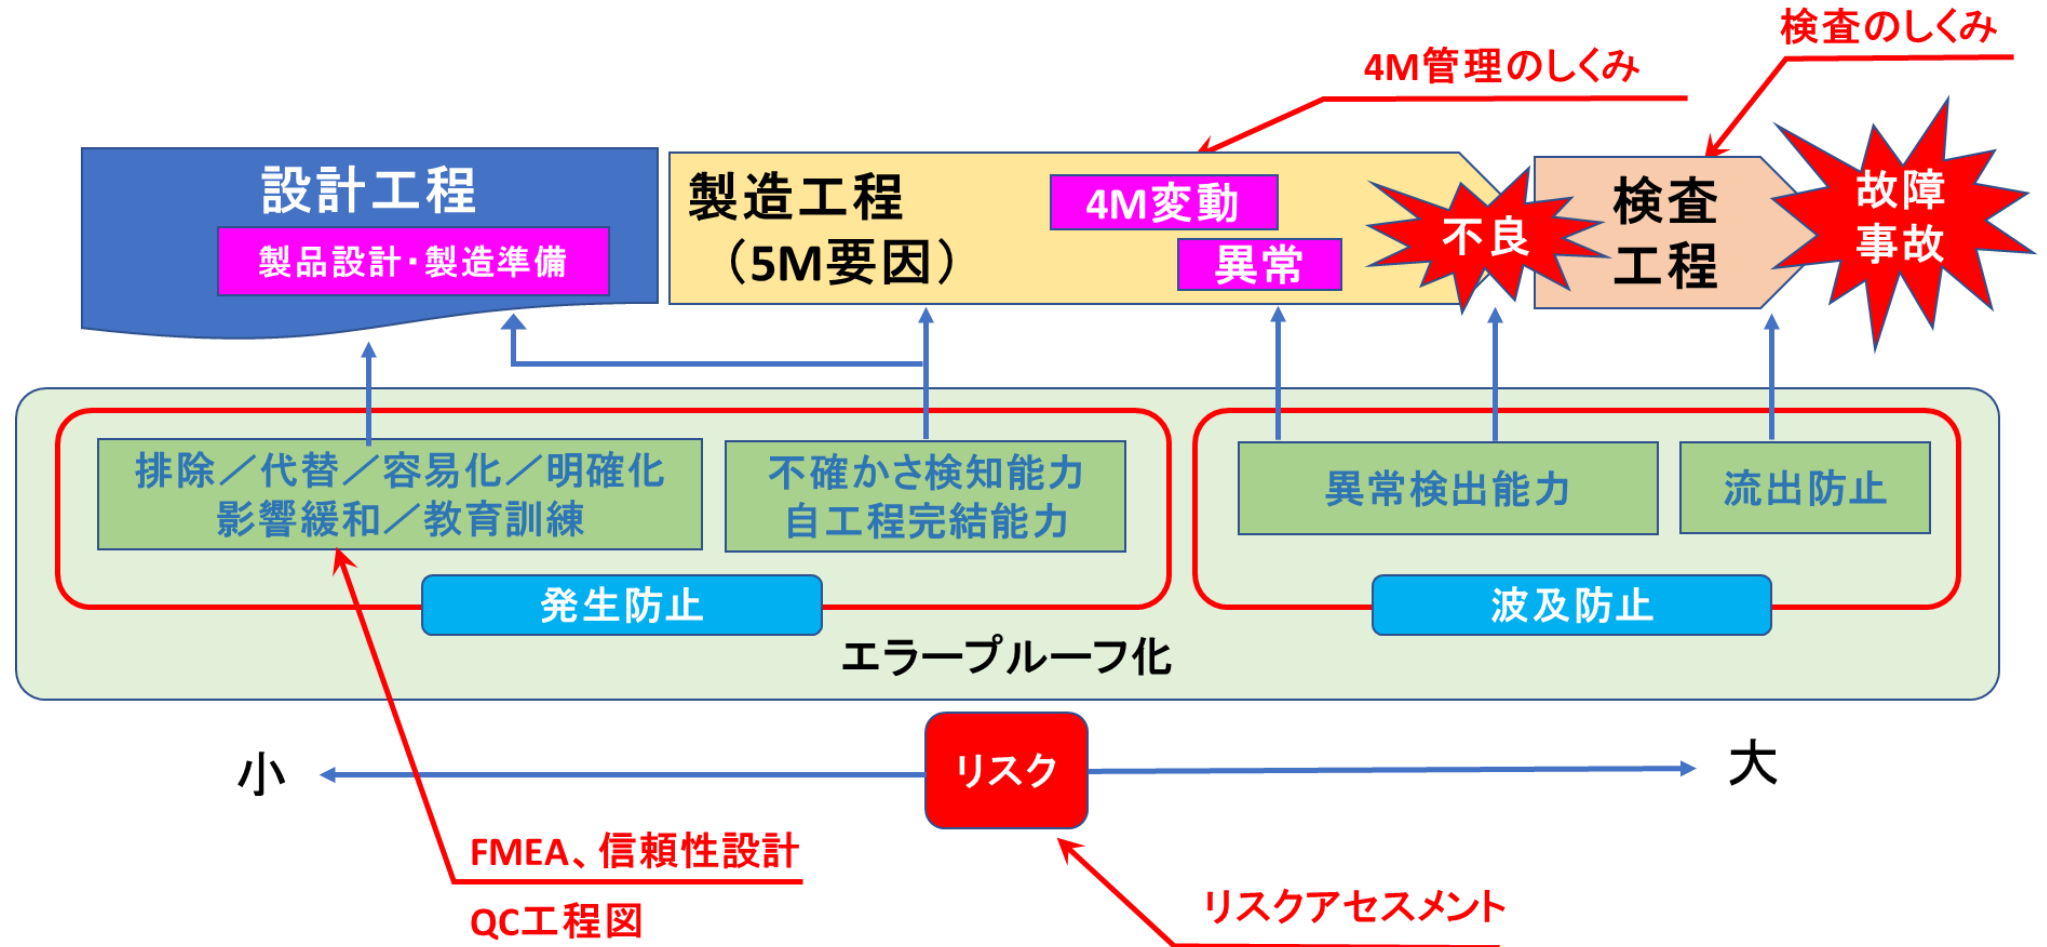 検査のしくみ
4M管理のしくみ
設計工程
製品設計・製造準備
製造工程
（5M要因）
4M変動
異常
不良
検査
工程
故障
事故
排除／代替／容易化／明確化
影響緩和／教育訓練
不確かさ検知能力
自工程完結能力
異常検出能力
流出防止
発生防止
波及防止
エラープルーフ化
小
リスク
大
FMEA、信頼性設計
QC工程図
リスクアセスメント